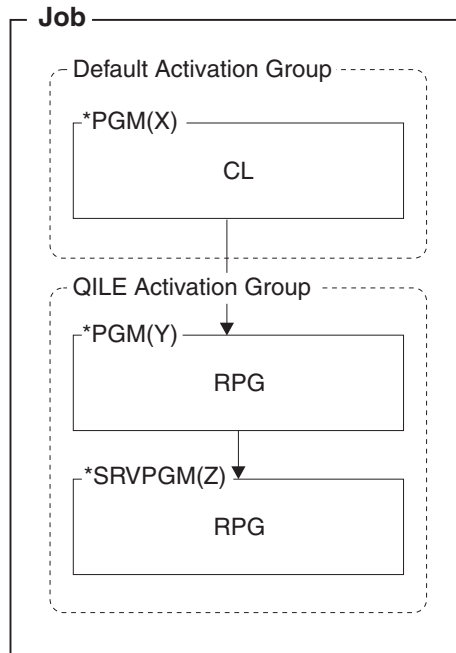 Job
Default Activation Group
*PGM(X)
CL
QILE Activation Group
*PGM(Y)
RPG
*SRVPGM(Z)
RPG